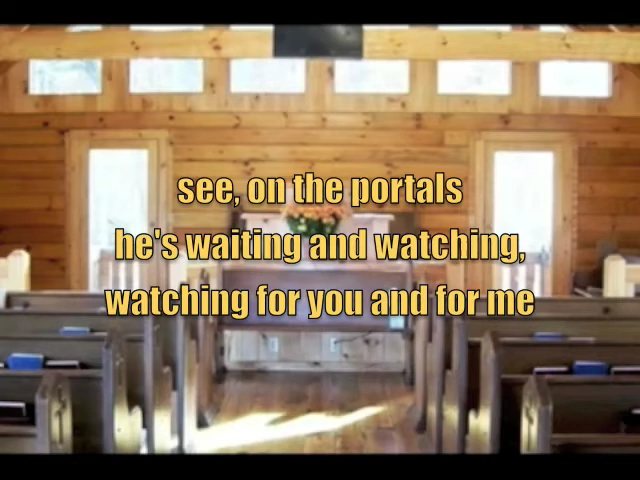 see, on the portals
he's waiting and watching,
watching for you and for me